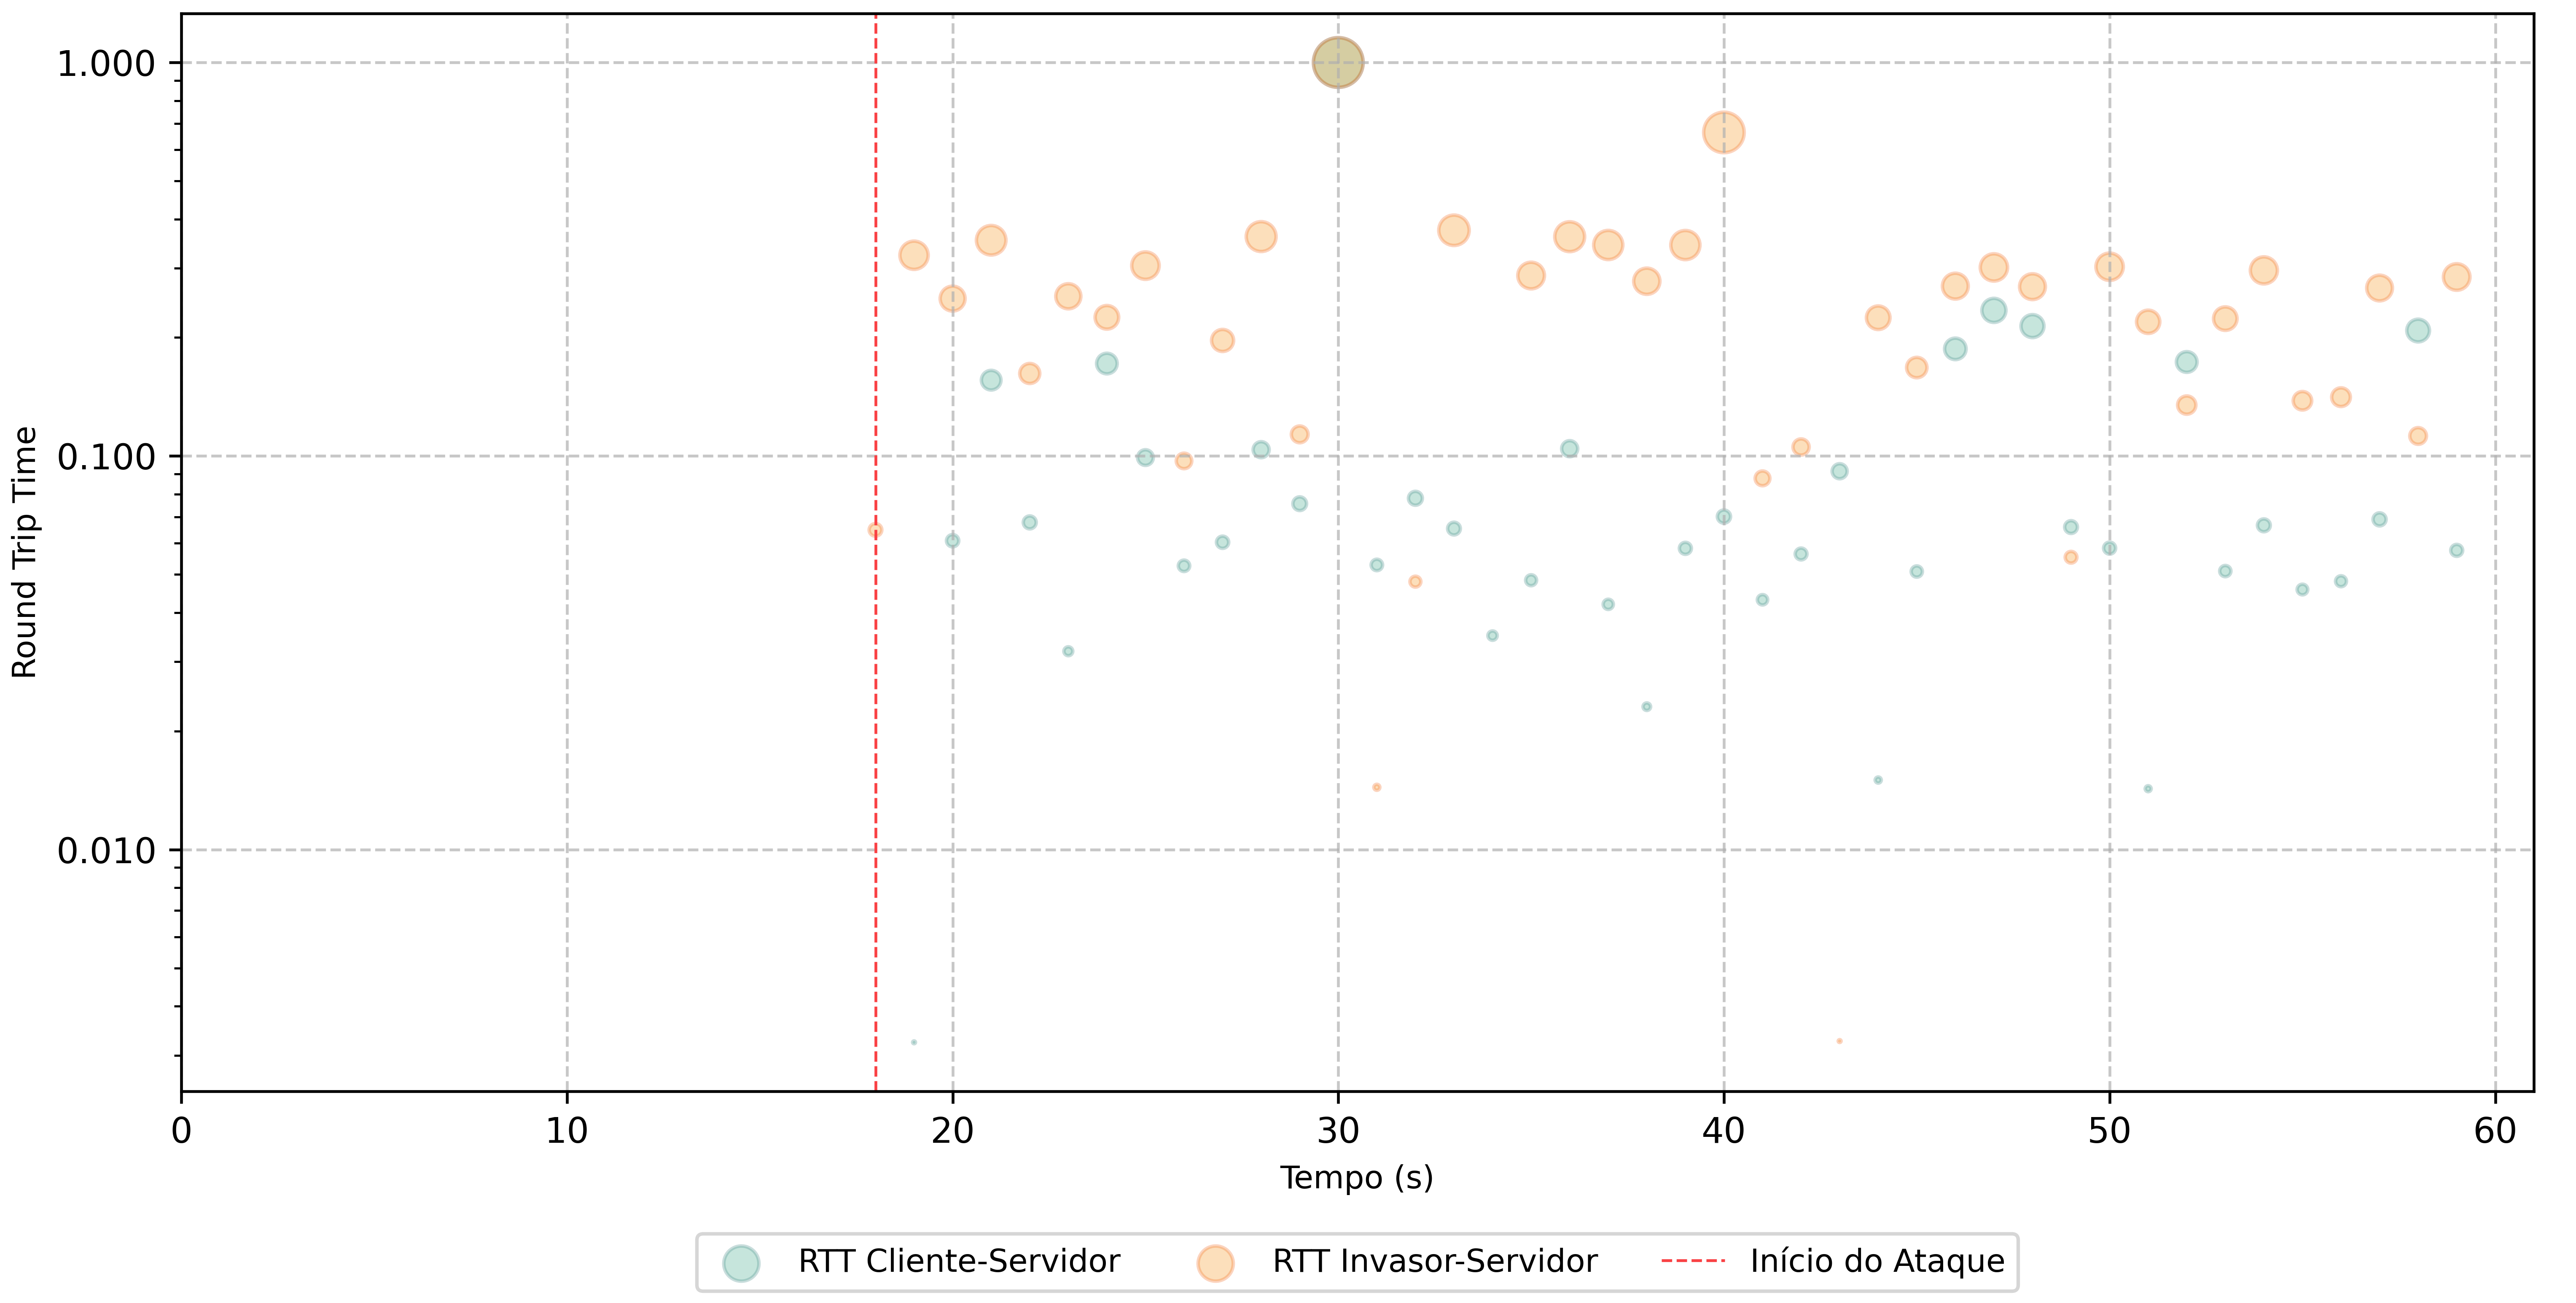 1.000
0.100
0.010
Round Trip Time
0 10 20 30 40 50 60
Tempo (s)
RTT Cliente-Servidor RTT Invasor-Servidor Início do Ataque